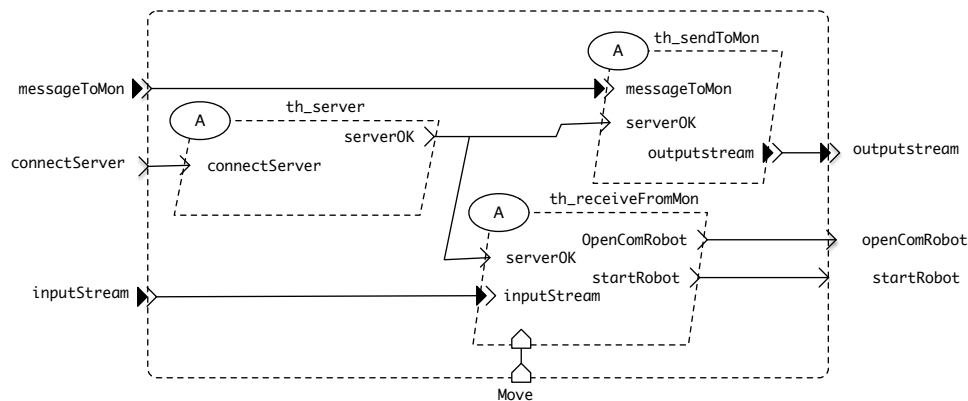 th_sendToMon
A
messageToMon
messageToMon
th_server
A
serverOK
serverOK
connectServer
connectServer
outputstream
outputstream
th_receiveFromMon
A
OpenComRobot
openComRobot
serverOK
startRobot
startRobot
inputStream
inputStream
Move